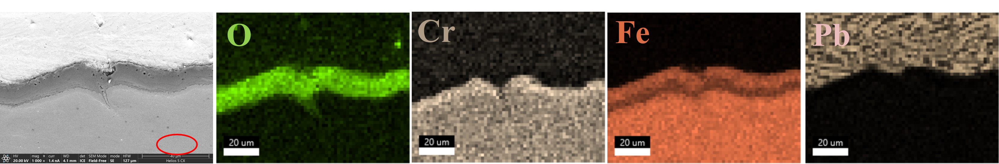 HV mag curr WD det SEM Mode mode HFW 40 µm
20.00 kV 1 000 × 1.4 nA 4.1 mm ICE Field-Free SE 127 µm Helios 5 CX
O
20 um
Cr
20 um
Fe
20 um
Pb
20 um